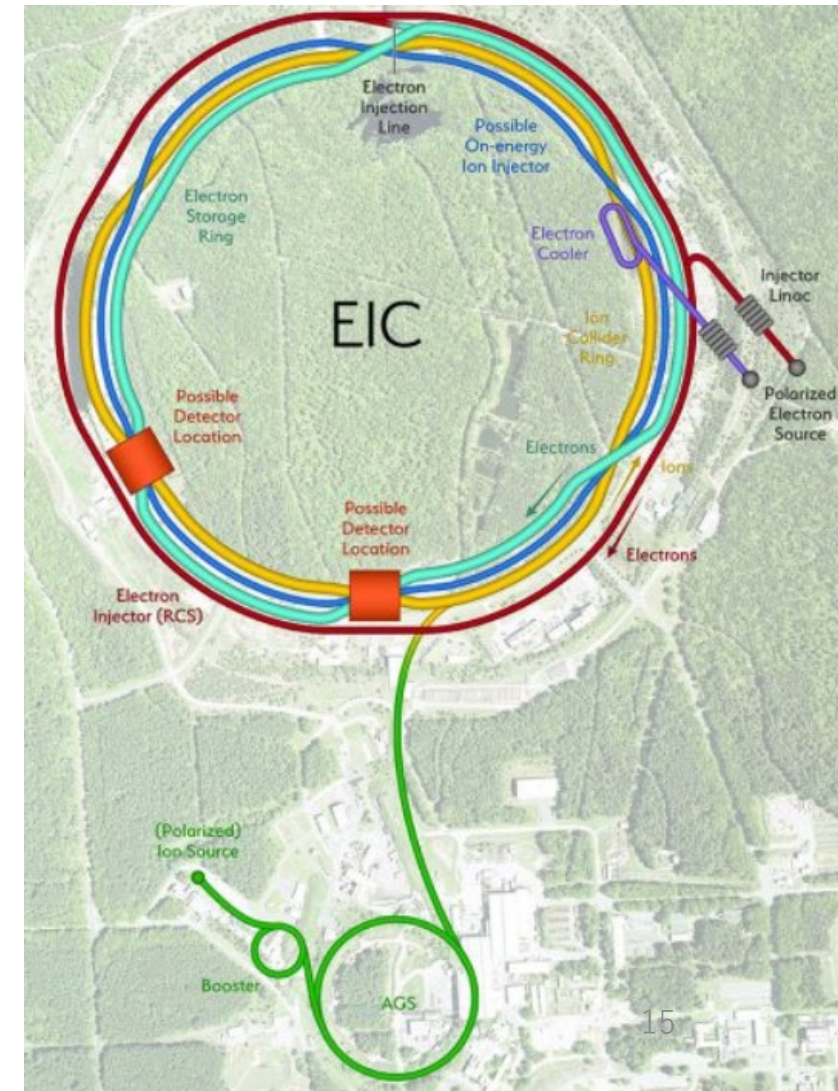 Electron
Injection
Line
Possible
On-energy
Ion Injector
Electron
Storage
Ring
Electron
Cooler
Injector
Linac
EIC
Ion
Collider
Ring
Possible
Detector
Location
Polarized
Electron
Source
Electrons
Ions
Possible
Detector
Location
Electrons
Electron
Injector (RCS)
(Polarized)
Ion Source
Booster
AGS
15